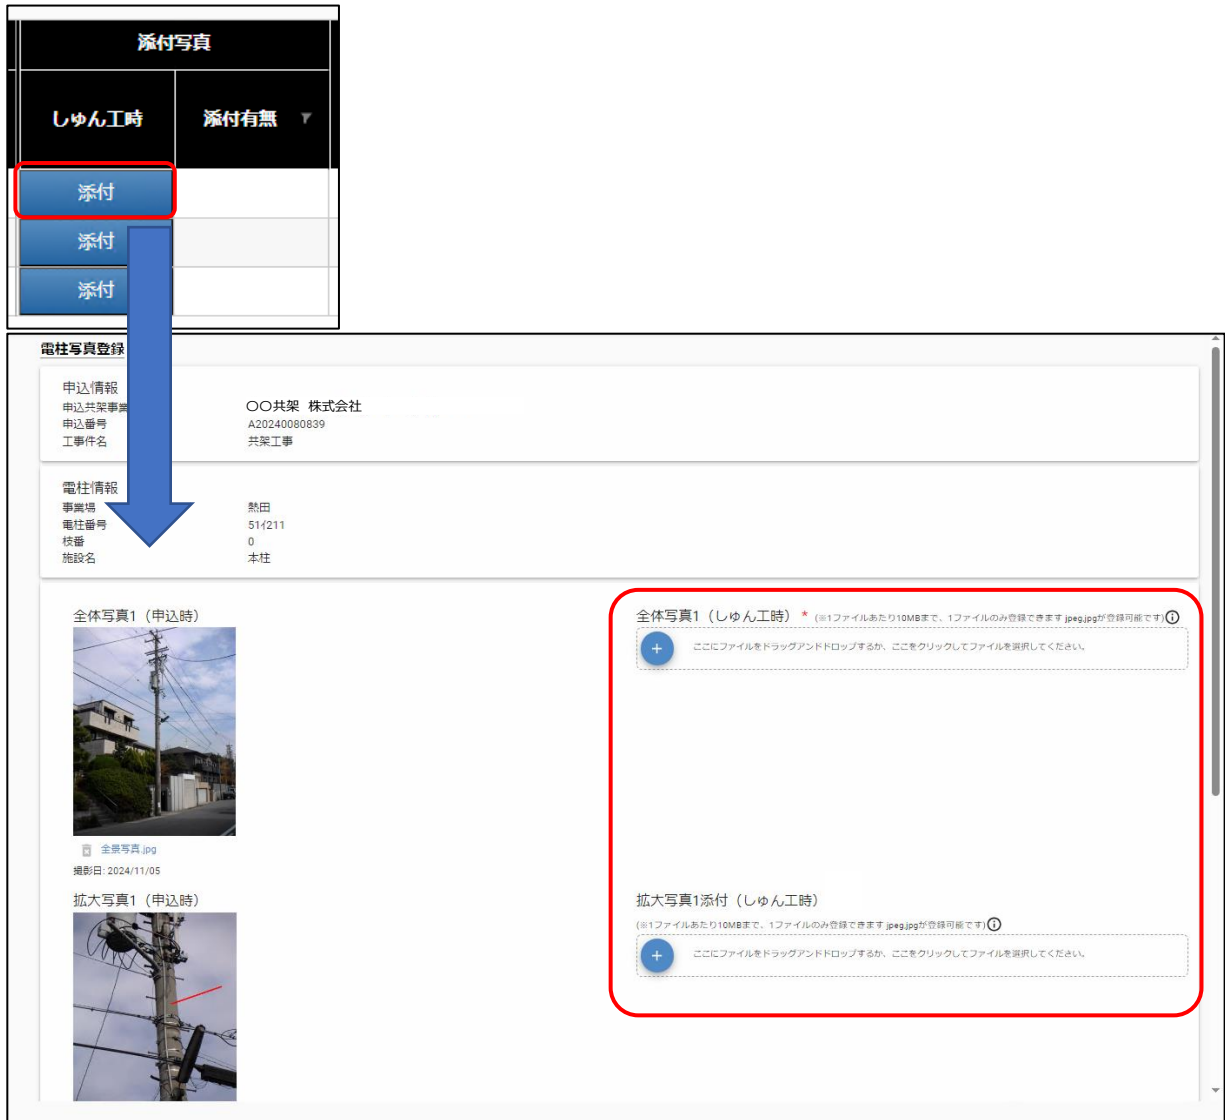 添付写真
しゅん工時 添付有無
添付
添付
添付
電柱写真登録
申込情報
申込共架事業 〇〇共架 株式会社
申込番号 A20240080839
工事件名 共架工事
電柱情報
事業場 熱田
電柱番号 51ｲ211
枝番 0
施設名 本柱
全体写真1（申込時）
全体写真1（しゅん工時） * (※1ファイルあたり10MBまで、1ファイルのみ登録できます jpeg,jpgが登録可能です)
ここにファイルをドラッグアンドドロップするか、ここをクリックしてファイルを選択してください。
全景写真.jpg
撮影日: 2024/11/05
拡大写真1（申込時）
拡大写真1添付（しゅん工時）
(※1ファイルあたり10MBまで、1ファイルのみ登録できます jpeg,jpgが登録可能です)
ここにファイルをドラッグアンドドロップするか、ここをクリックしてファイルを選択してください。